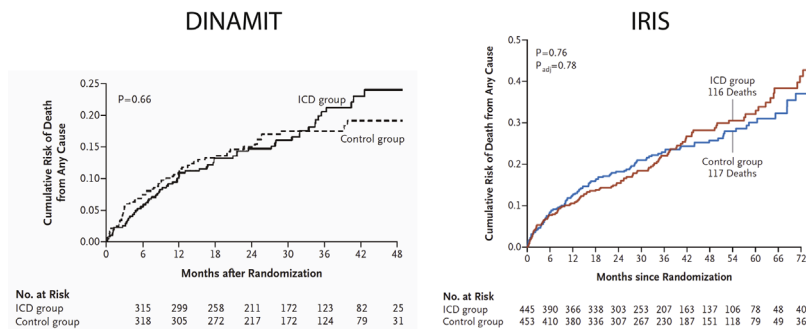 DINAMIT
Cumulative Risk of Death
from Any Cause
0.25
0.20
0.15
0.10
0.05
0.00
P=0.66
ICD group
Control group
0 6 12 18 24 30 36 42 48
Months after Randomization
No. at Risk
ICD group 315 299 258 211 172 123 82 25
Control group 318 305 272 217 172 124 79 31
IRIS
Cumulative Risk of Death from Any Cause
0.5
0.4
0.3
0.2
0.1
0.0
P=0.76
Padj=0.78
ICD group
116 Deaths
Control group
117 Deaths
0 6 12 18 24 30 36 42 48 54 60 66 72
Months since Randomization
No. at Risk
ICD group 445 390 366 338 303 253 207 163 137 106 78 48 40
Control group 453 410 380 336 307 267 230 187 151 118 79 49 36